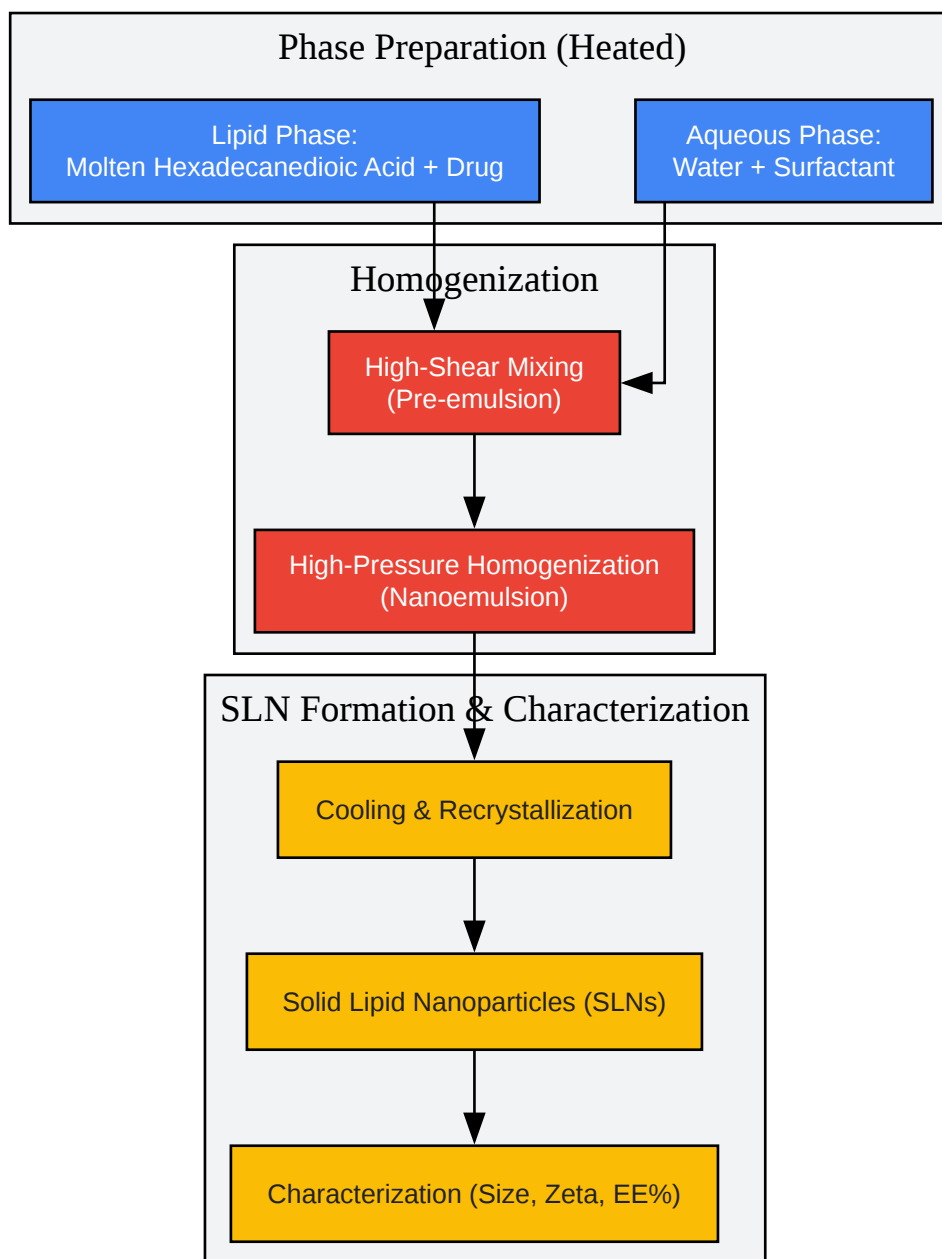 Phase Preparation (Heated)
Lipid Phase:
Molten Hexadecanedioic Acid + Drug
Aqueous Phase:
Water + Surfactant
Homogenization
High-Shear Mixing
(Pre-emulsion)
High-Pressure Homogenization
(Nanoemulsion)
SLN Formation & Characterization
Cooling & Recrystallization
Solid Lipid Nanoparticles (SLNs)
Characterization (Size, Zeta, EE%)